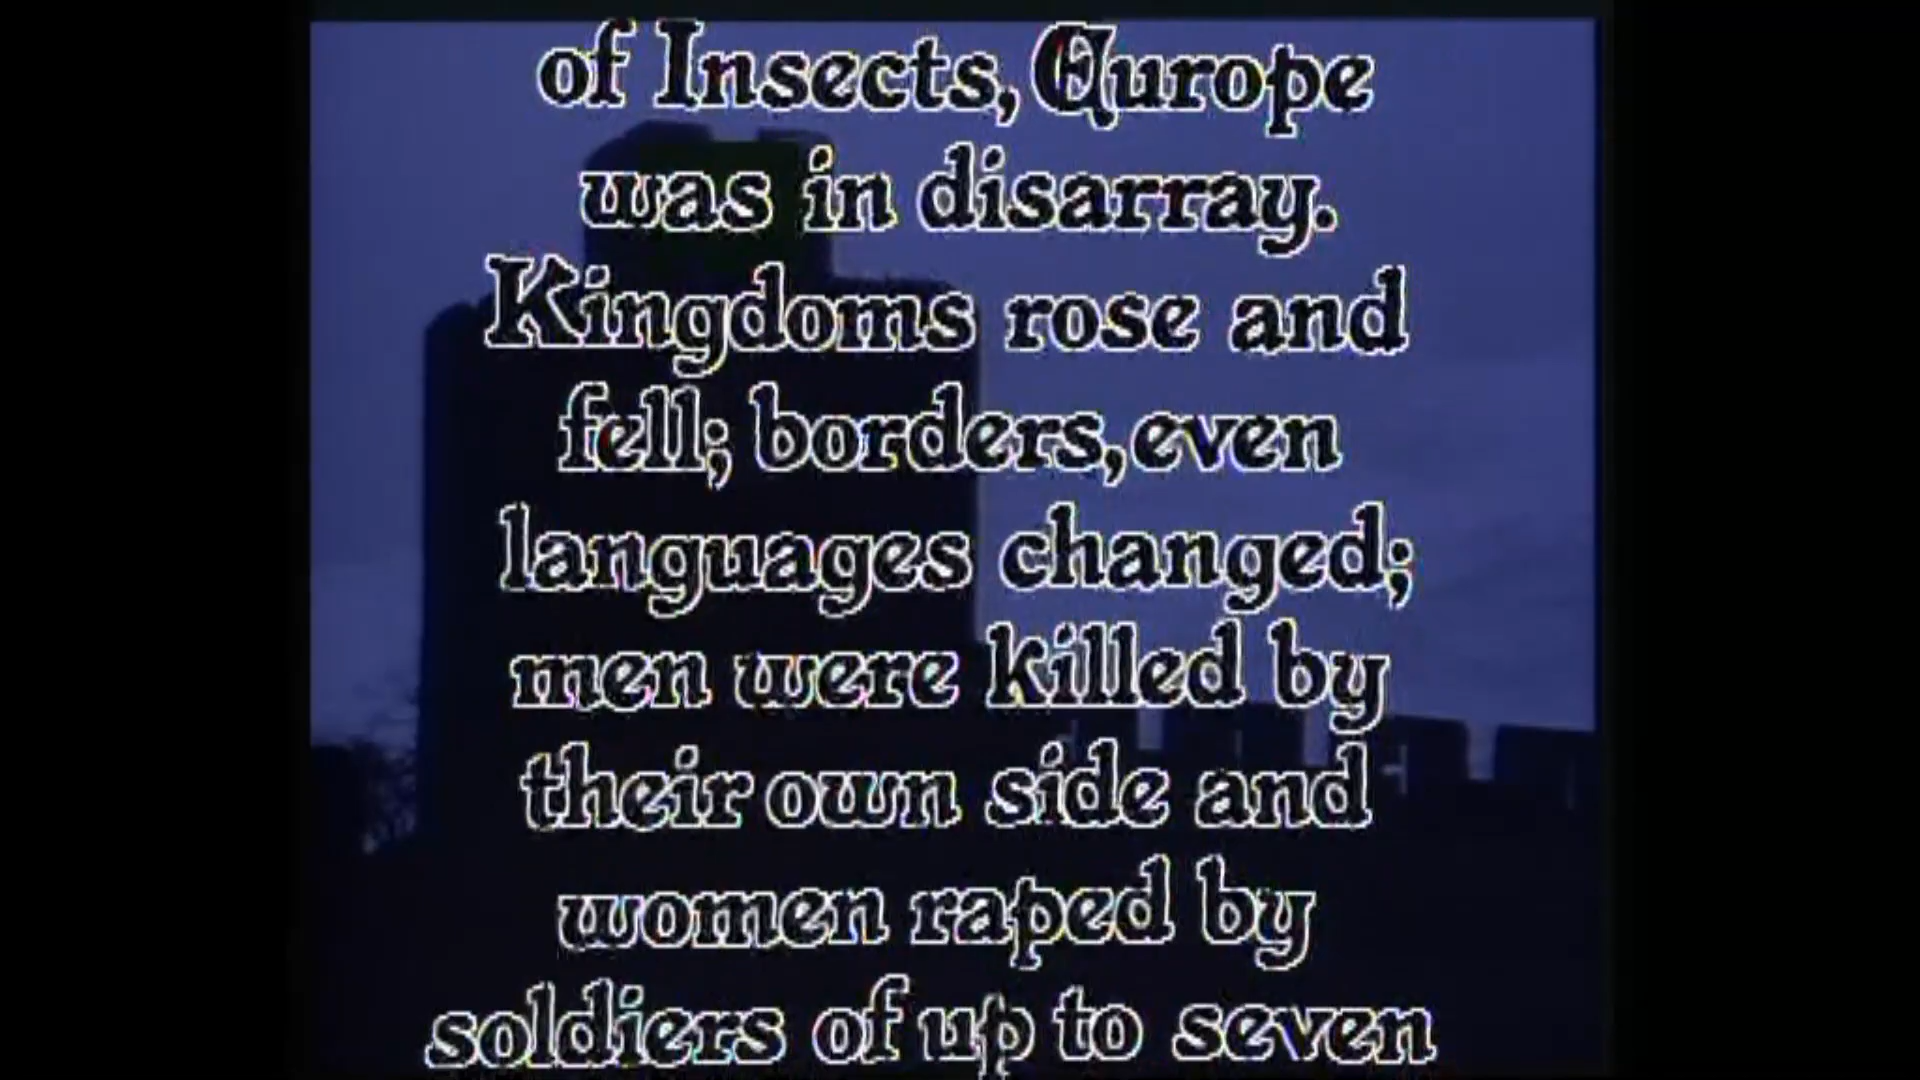 of Insects, Europe
was in disarray.
Kingdoms rose and
fell; borders, even
languages changed;
men were killed by
their own side and
women raped by
soldiers of up to seven